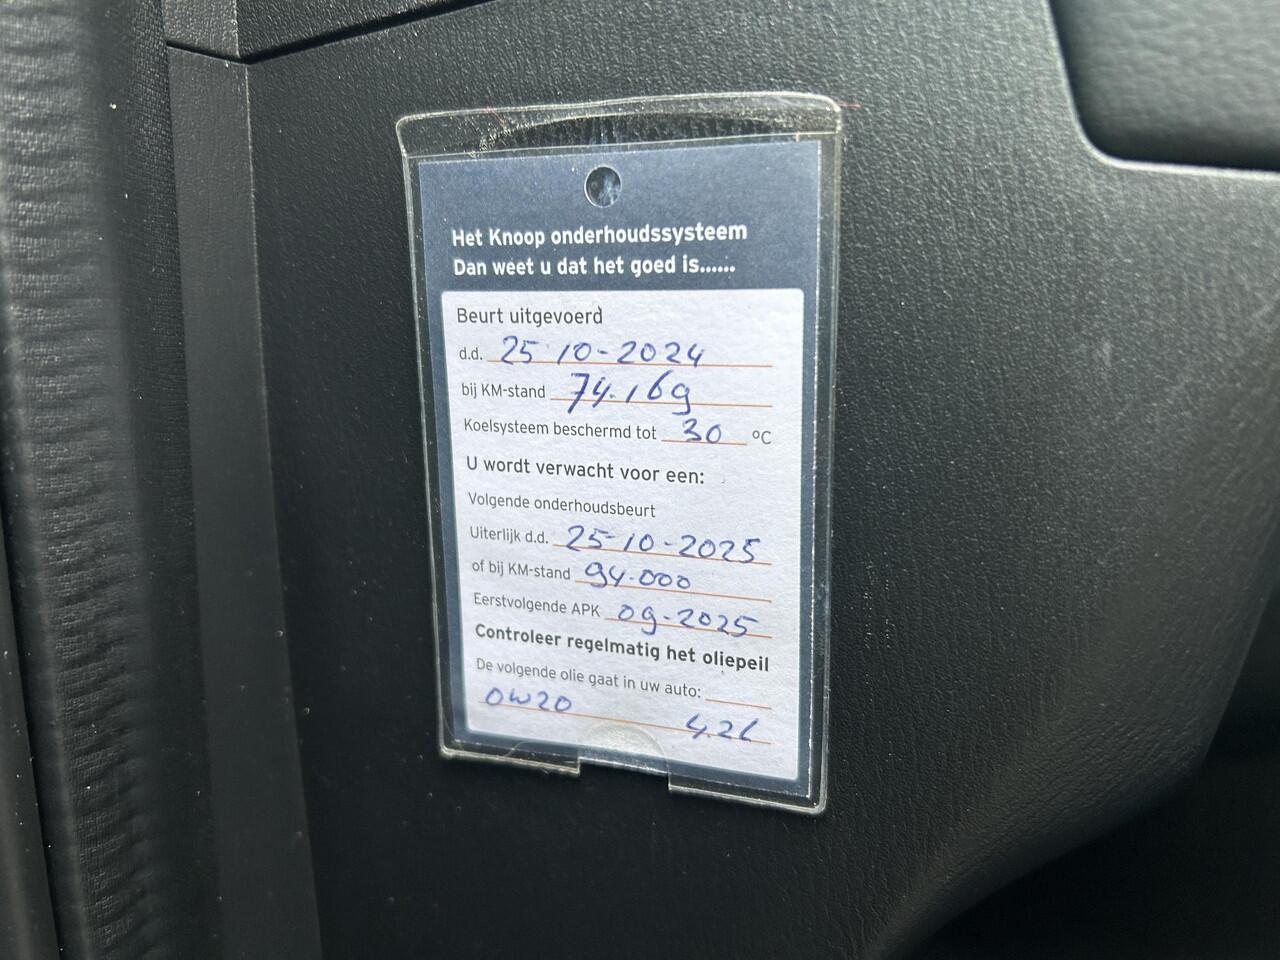 Het Knoop onderhoudssysteem
Dan weet u dat het goed is......
Beurt uitgevoerd
d.d. 25-10-2024
bij KM-stand 74.169
Koelsysteem beschermd tot 30 °C
U wordt verwacht voor een:
Volgende onderhoudsbeurt
Uiterlijk d.d. 25-10-2025
of bij KM-stand 94.000
Eerstvolgende APK 09-2025
Controleer regelmatig het oliepeil
De volgende olie gaat in uw auto:
0W20 4,2l